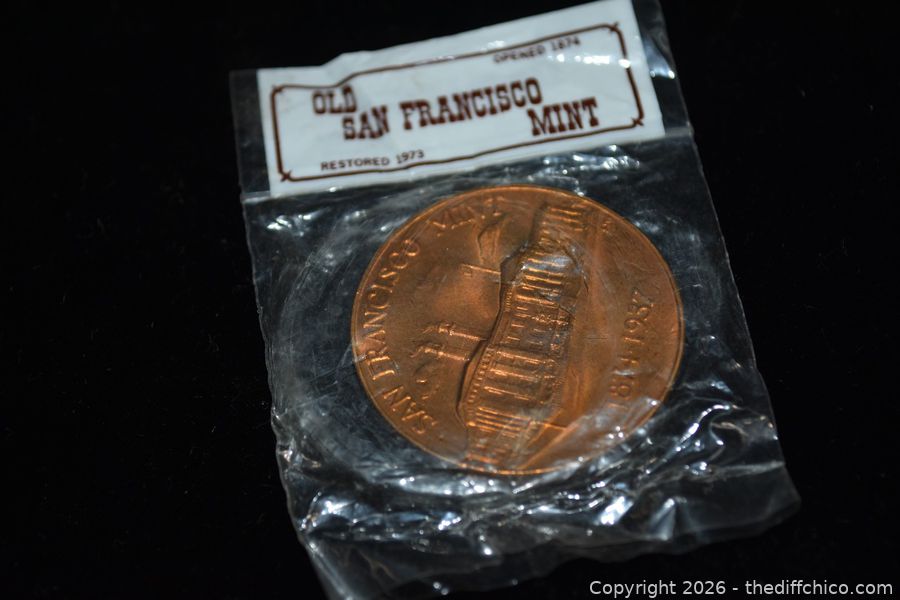 OPENED 1874
OLD
SAN FRANCISCO
MINT
RESTORED 1973
SAN FRANCISCO MINT
1874-1937
Copyright 2026 - thediffchico.com